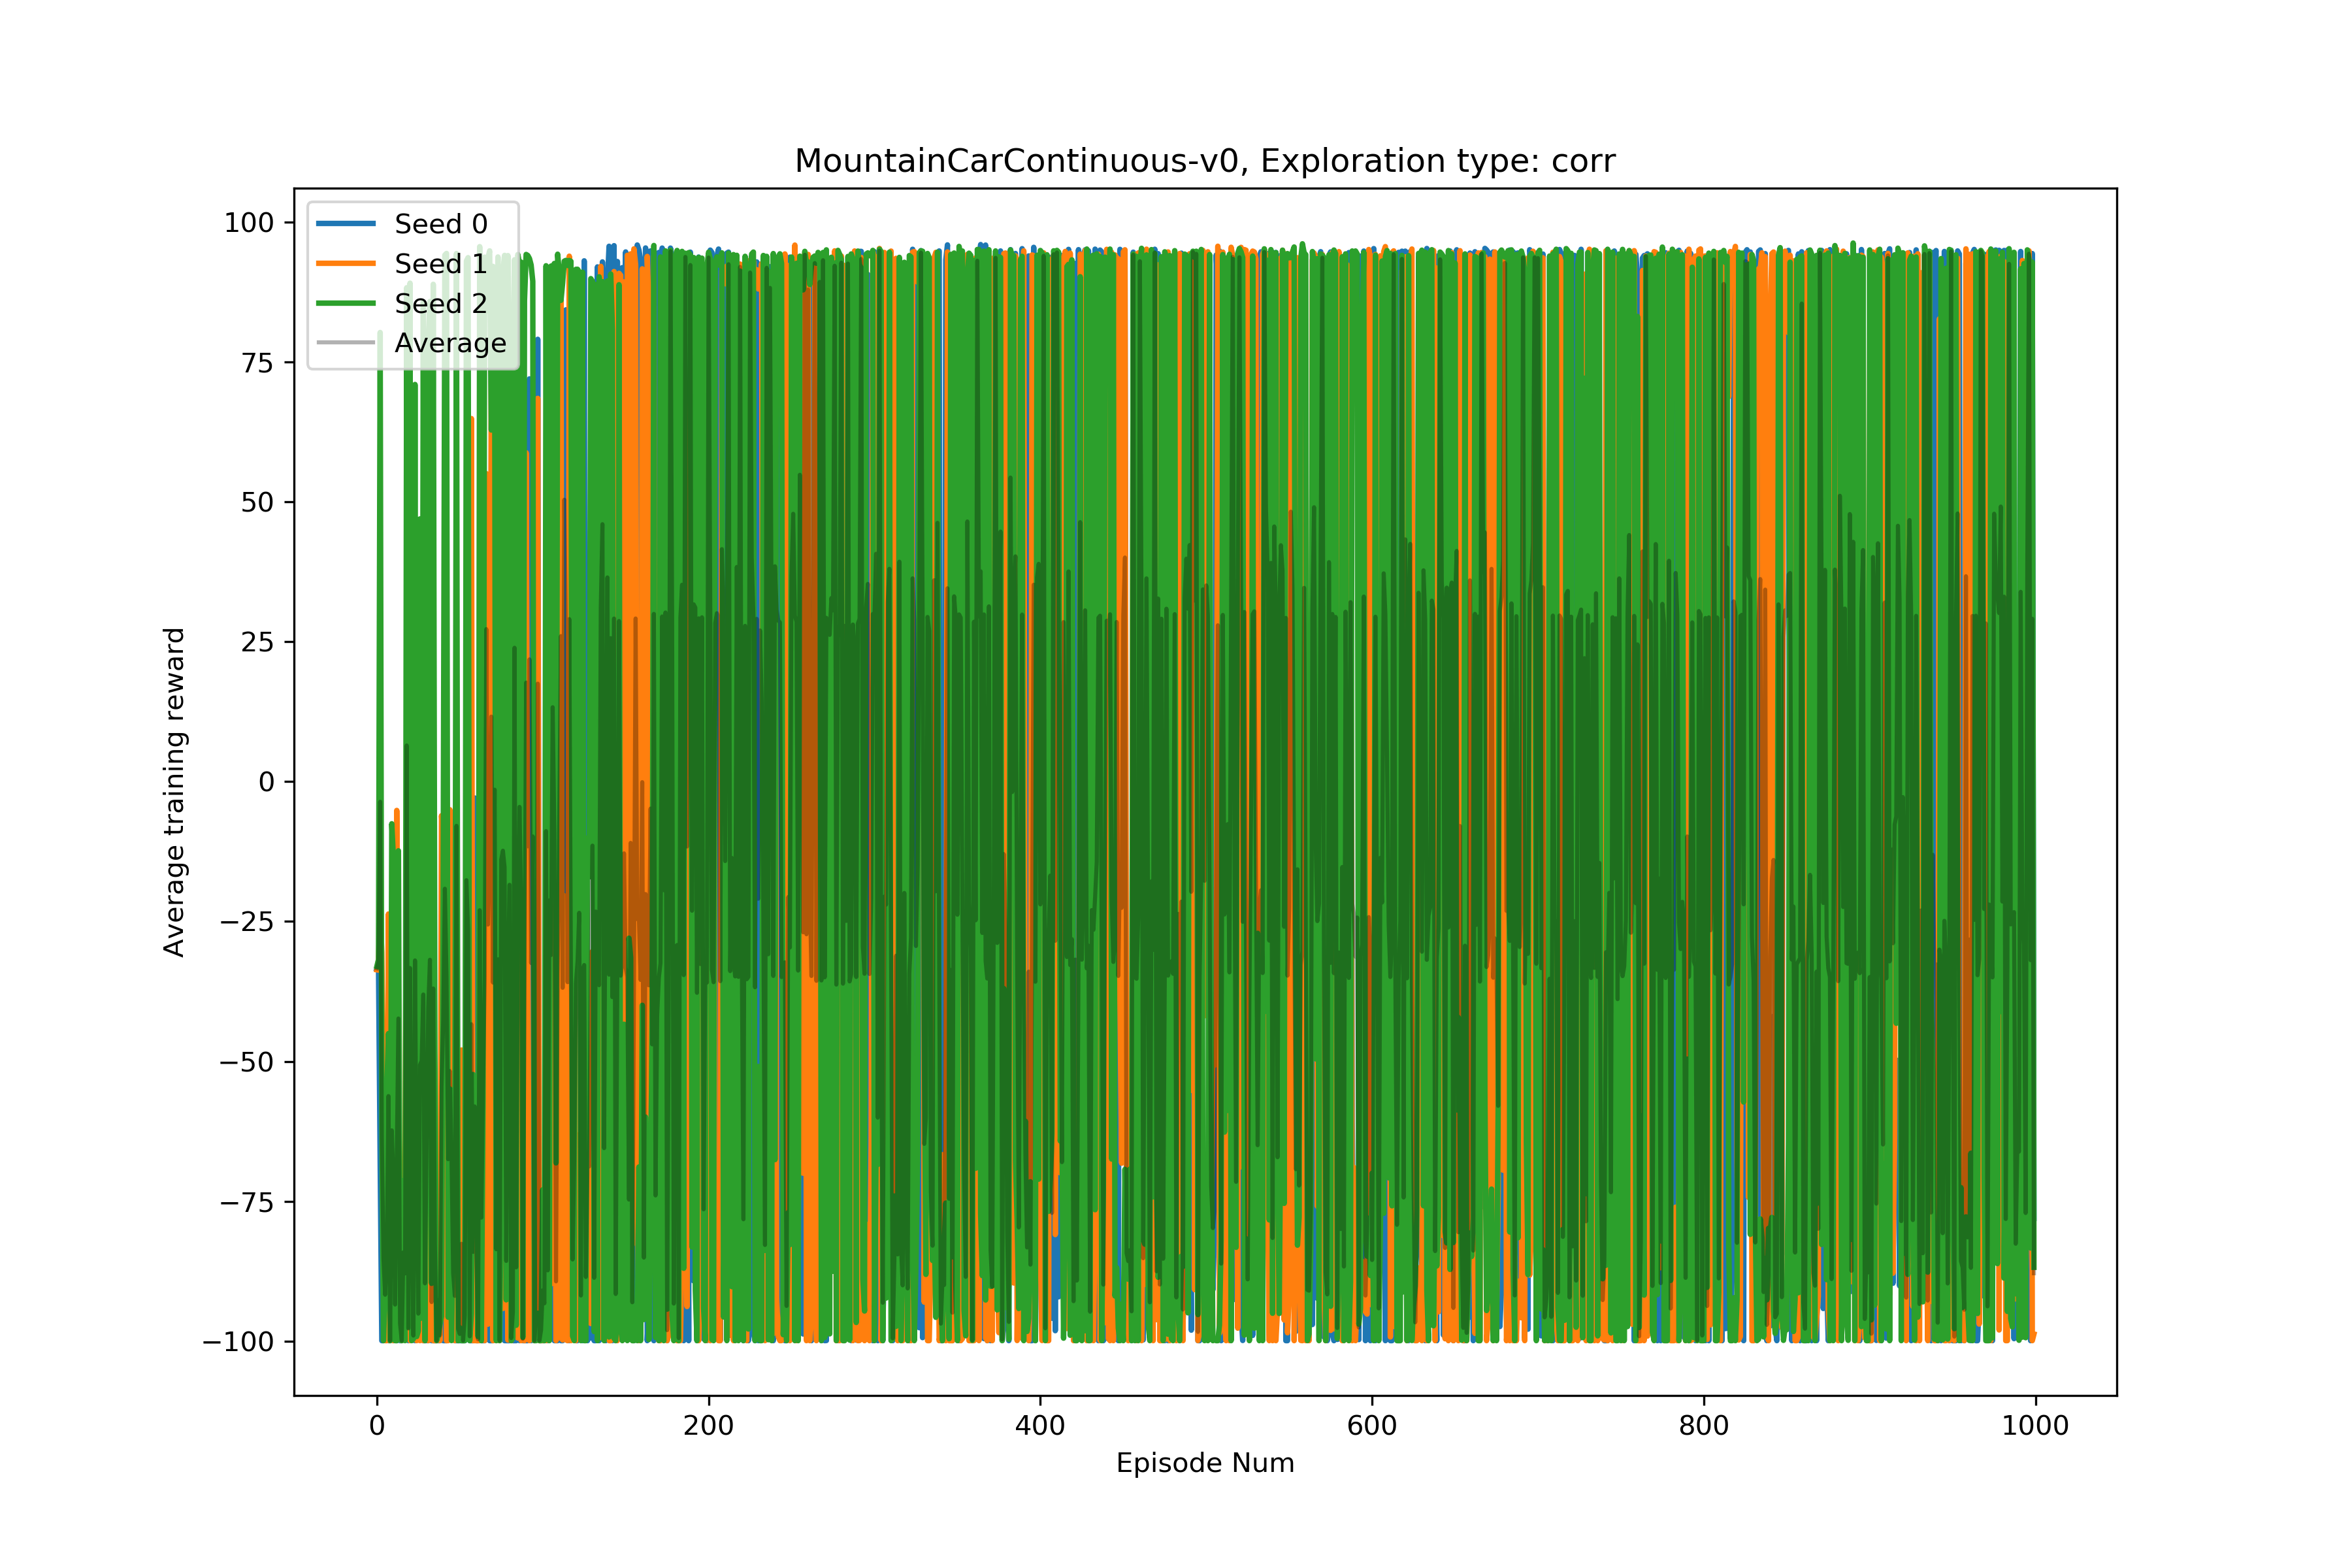 MountainCarContinuous-v0, Exploration type: corr
Seed 0
Seed 1
Seed 2
Average
100
75
50
25
0
−25
−50
−75
−100
Average training reward
0
200
400
600
800
1000
Episode Num